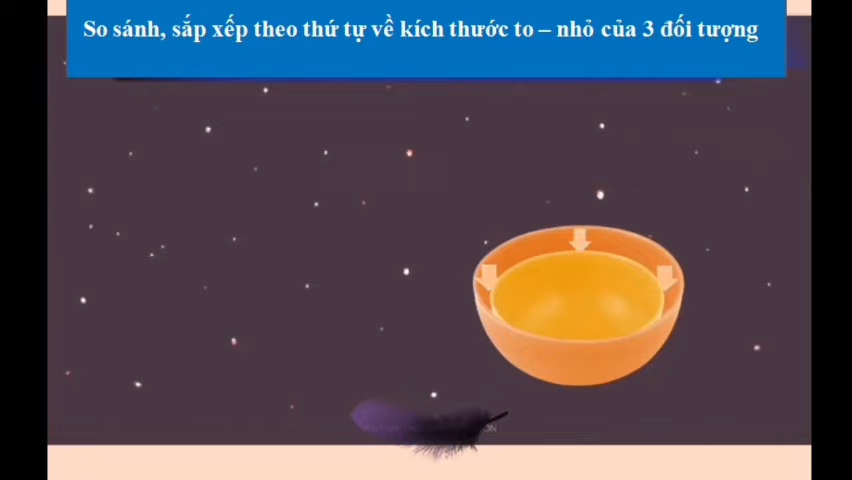 So sánh, sắp xếp theo thứ tự về kích thước to – nhỏ của 3 đối tượng